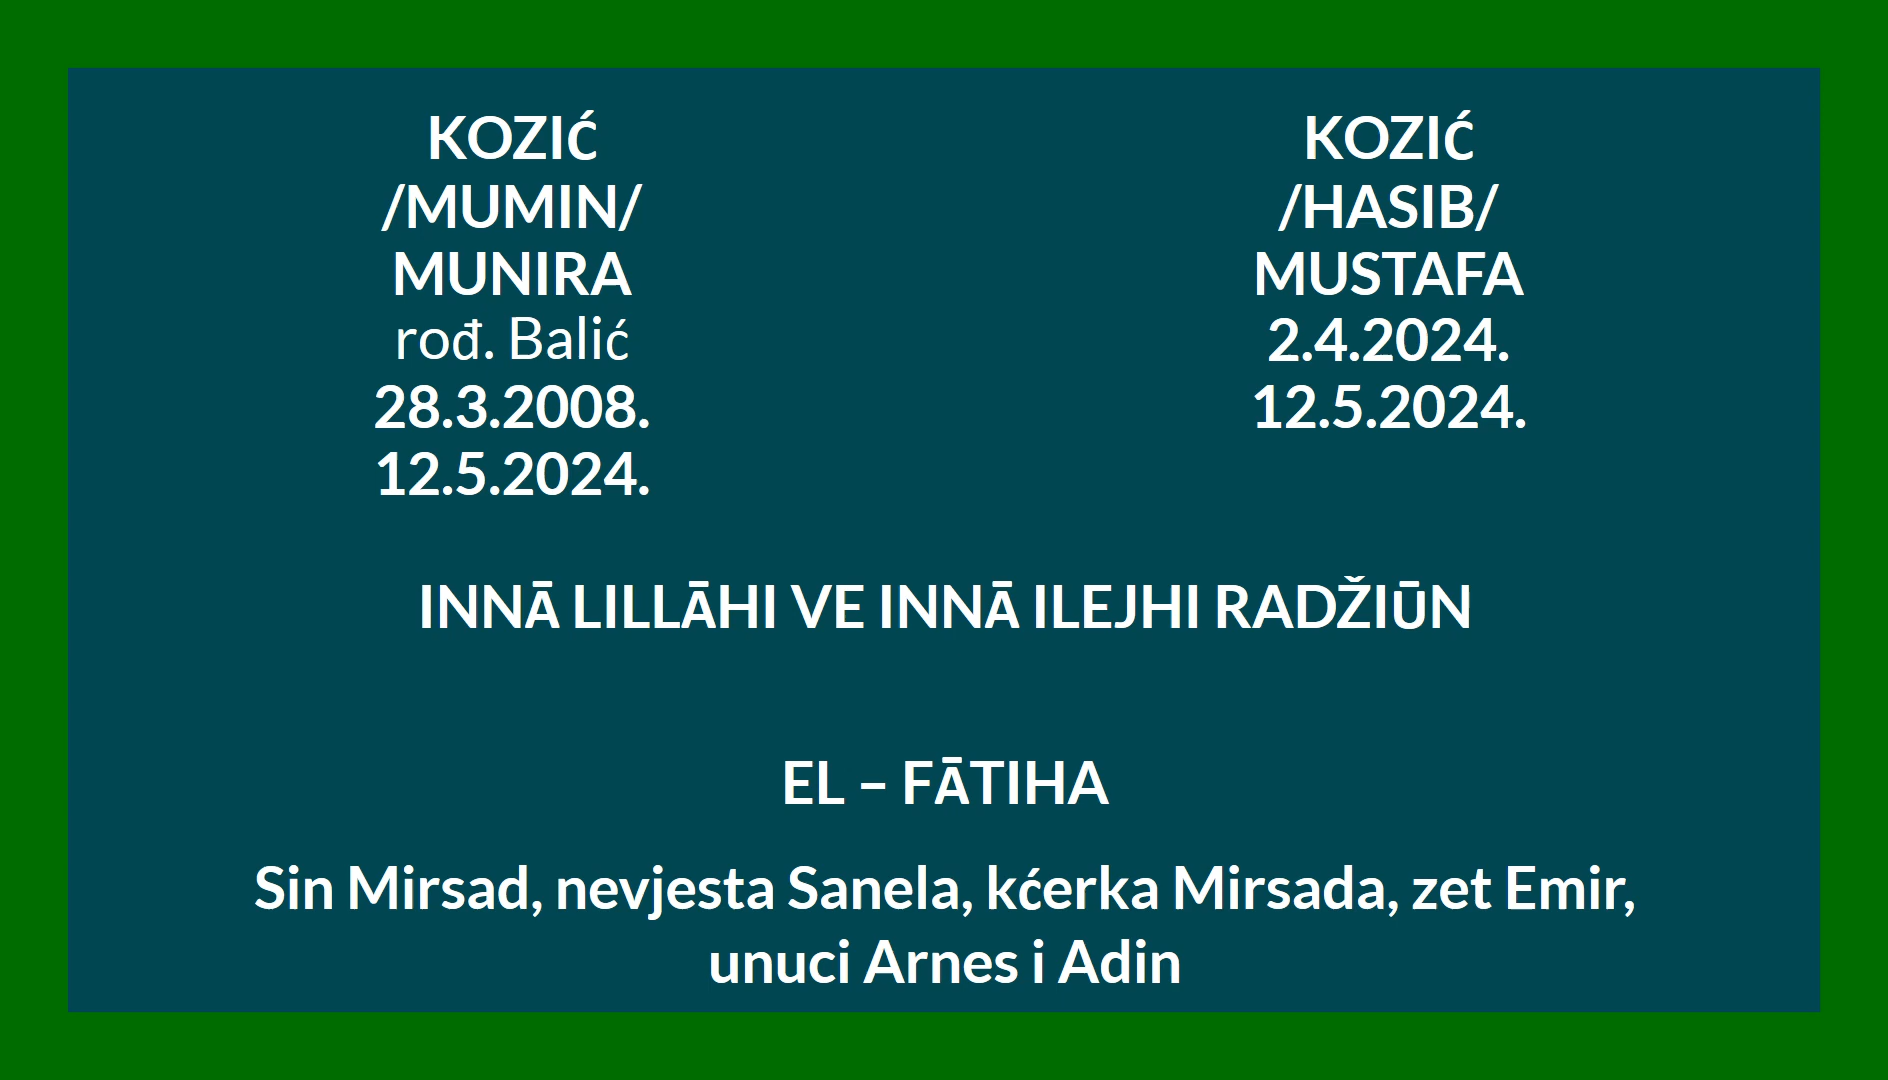 KOZIĆ
/MUMIN/
MUNIRA
rođ. Balić
28.3.2008.
12.5.2024.
KOZIĆ
/HASIB/
MUSTAFA
2.4.2024.
12.5.2024.
INNĀ LILLĀHI VE INNĀ ILEJHI RADŽIŪN
EL – FĀTIHA
Sin Mirsad, nevjesta Sanela, kćerka Mirsada, zet Emir,
unuci Arnes i Adin